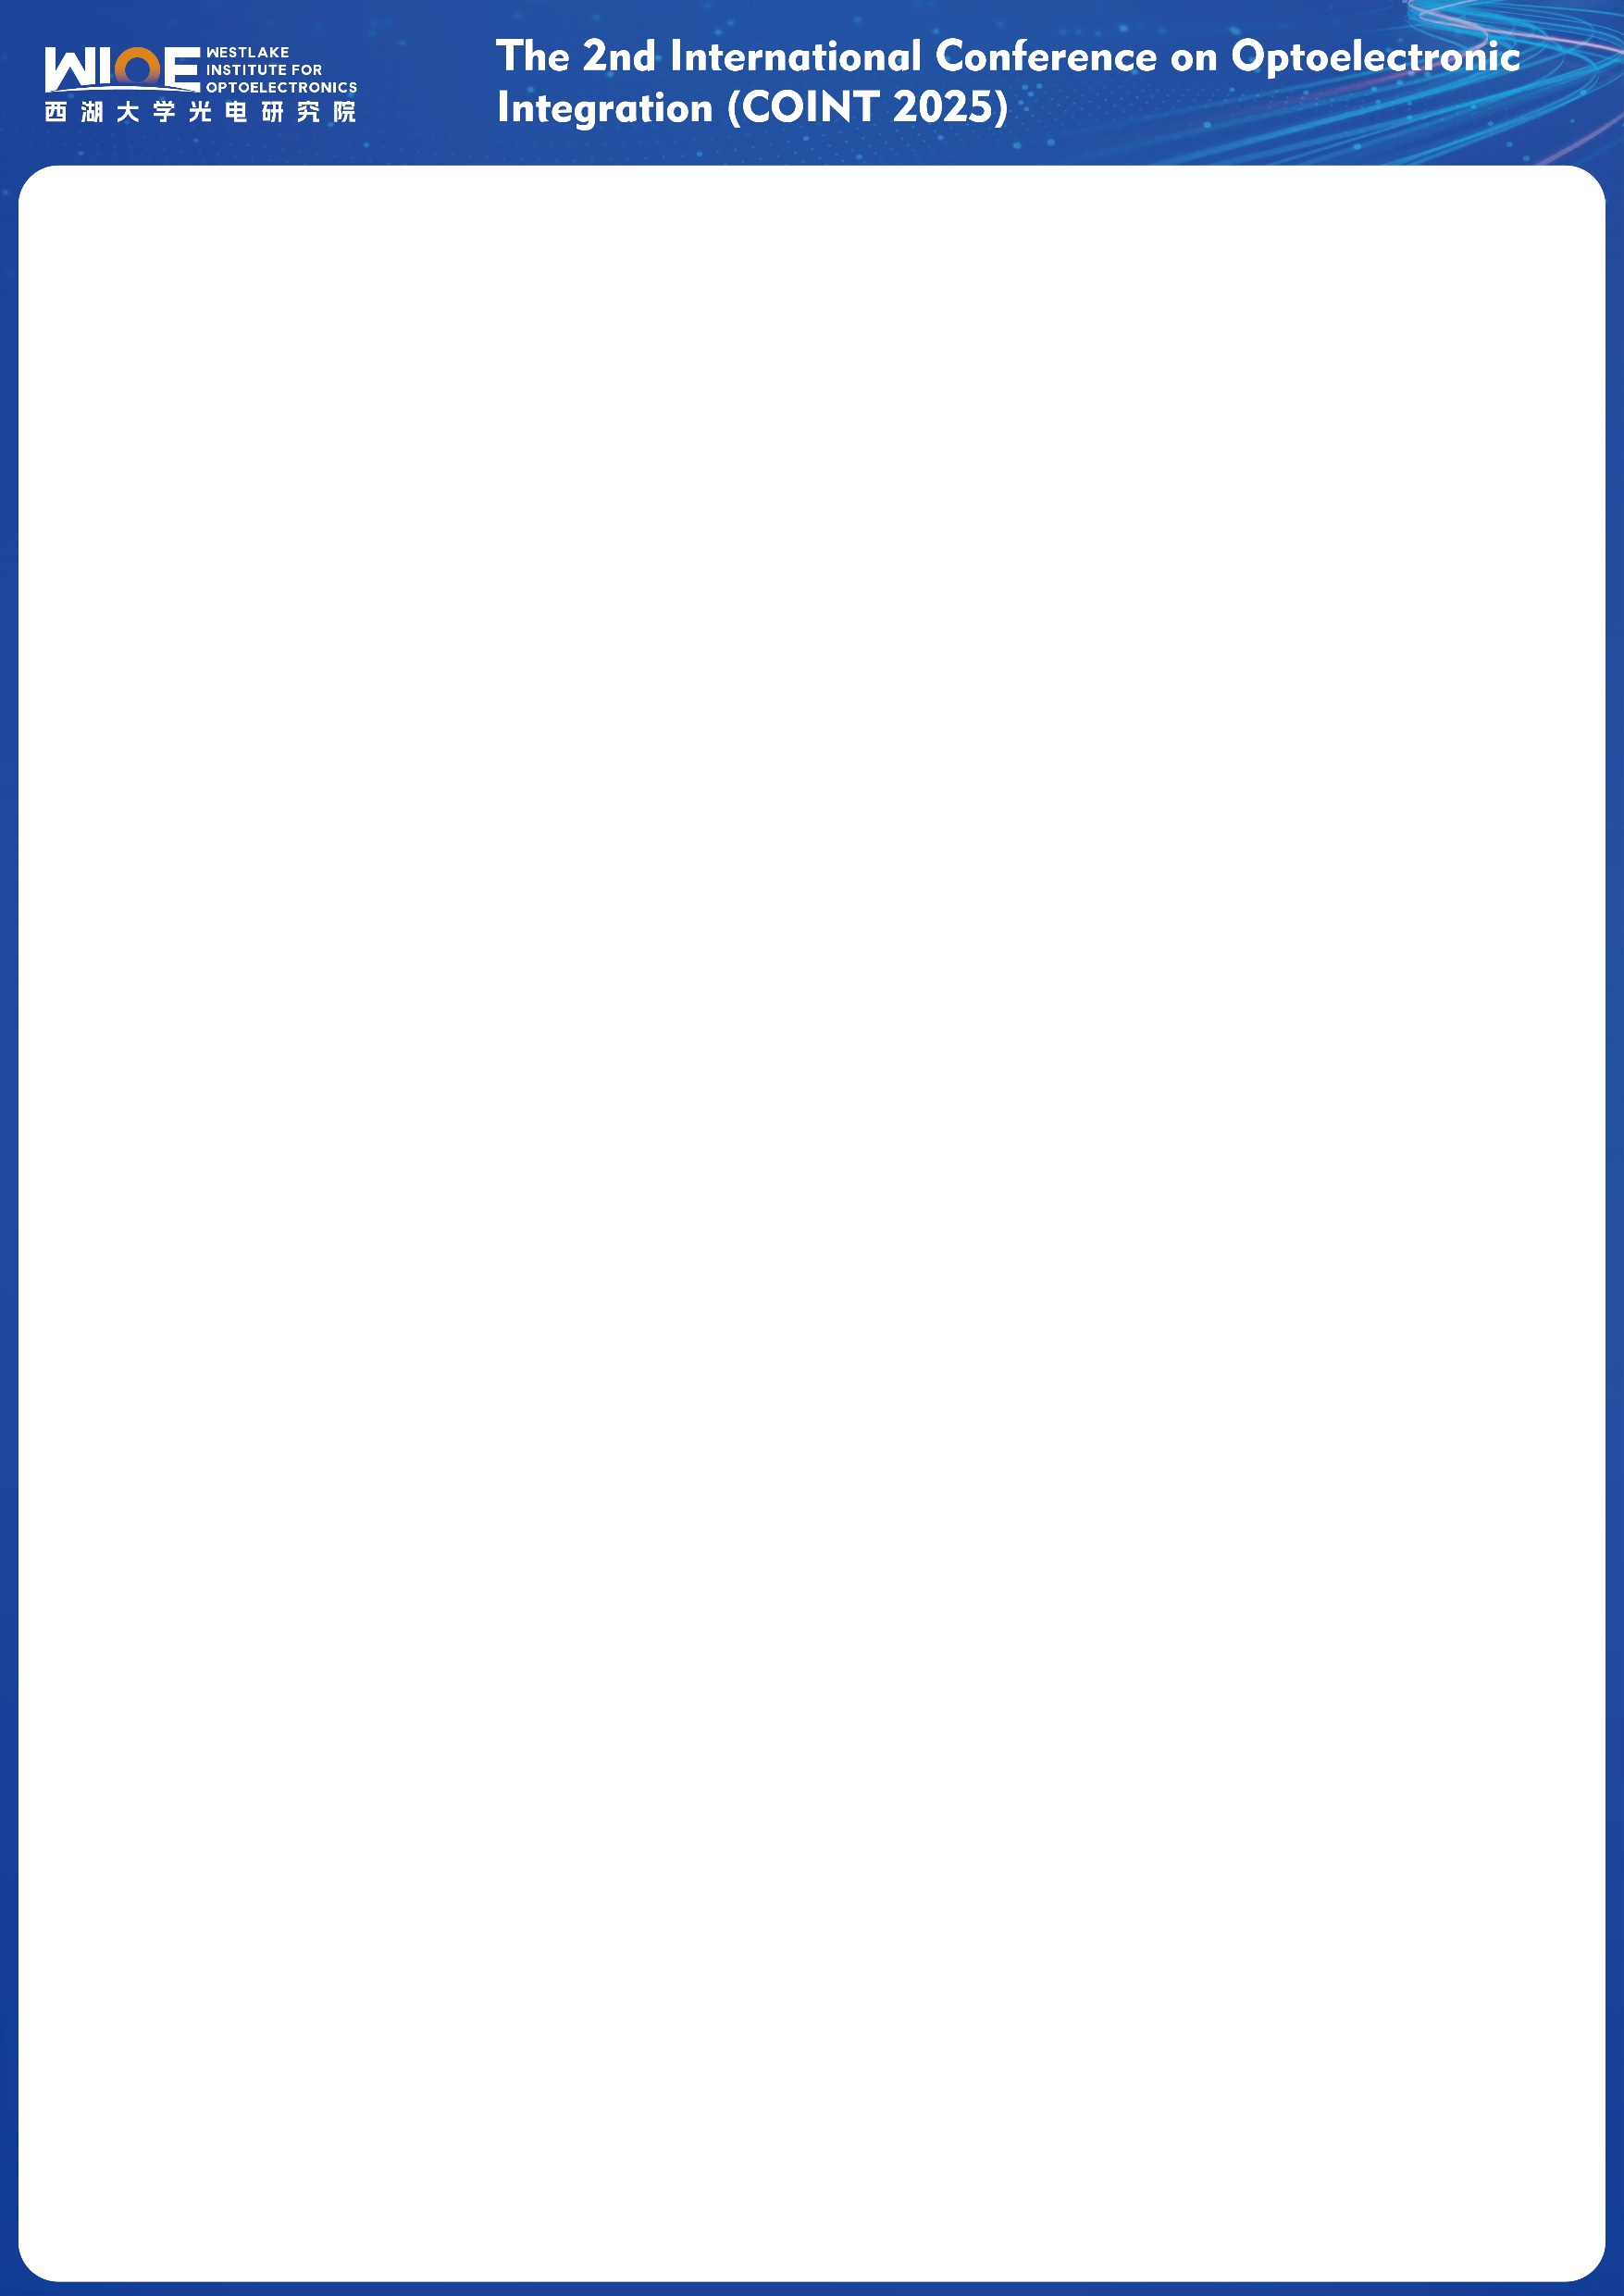 WIOE
WESTLAKE
INSTITUTE FOR
OPTOELECTRONICS
西湖大学光电研究院
The 2nd International Conference on Optoelectronic
Integration (COINT 2025)